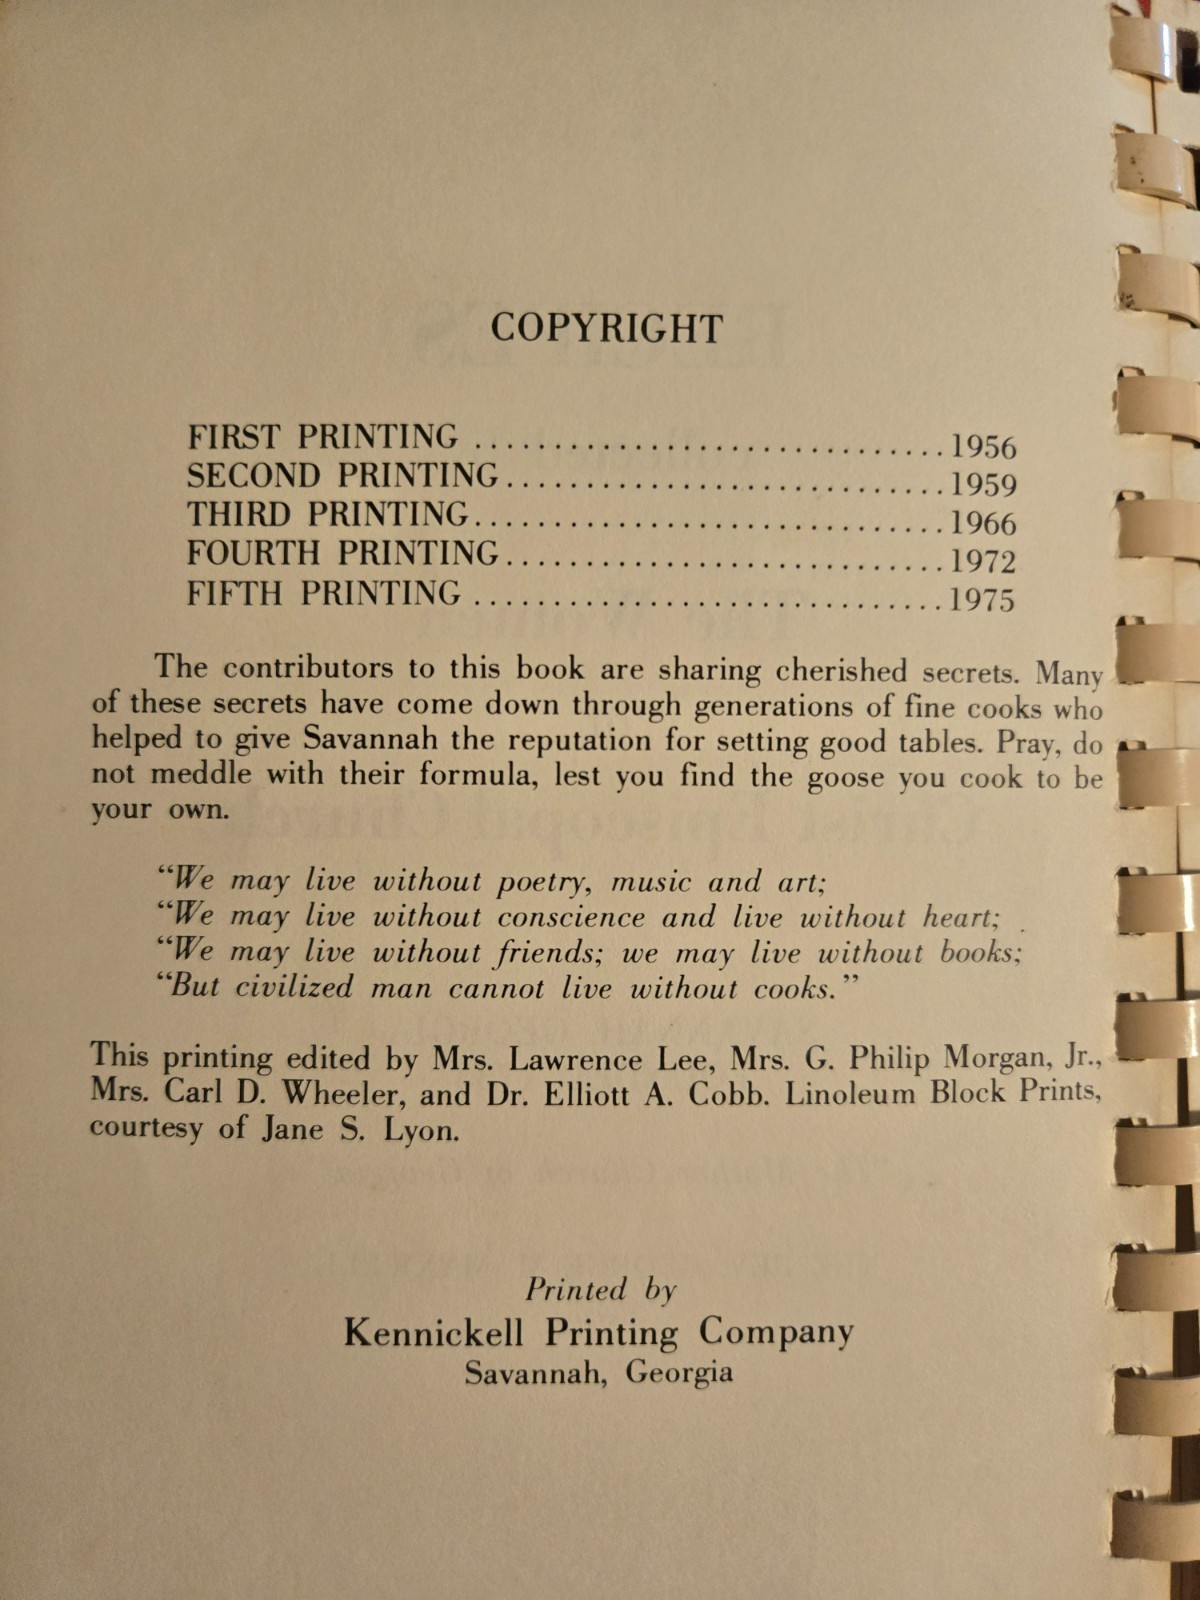 COPYRIGHT
FIRST PRINTING ................................ 1956
SECOND PRINTING .............................. 1959
THIRD PRINTING ................................ 1966
FOURTH PRINTING .............................. 1972
FIFTH PRINTING ................................ 1975
The contributors to this book are sharing cherished secrets. Many
of these secrets have come down through generations of fine cooks who
helped to give Savannah the reputation for setting good tables. Pray, do
not meddle with their formula, lest you find the goose you cook to be
your own.
“We may live without poetry, music and art;
“We may live without conscience and live without heart;
“We may live without friends; we may live without books;
“But civilized man cannot live without cooks.”
This printing edited by Mrs. Lawrence Lee, Mrs. G. Philip Morgan, Jr.,
Mrs. Carl D. Wheeler, and Dr. Elliott A. Cobb. Linoleum Block Prints,
courtesy of Jane S. Lyon.
Printed by
Kennickell Printing Company
Savannah, Georgia